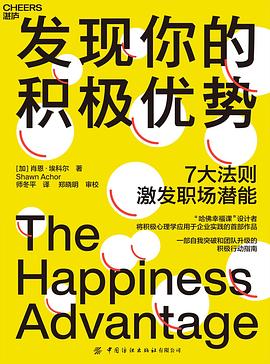 CHEERS
湛庐
发现你的
积极优势
[加] 肖恩·埃科尔 著
Shawn Achor
师冬平 译 郑晓明 审校
7大法则
激发职场潜能
“哈佛幸福课”设计者
将积极心理学应用于企业实践的首部作品
一部自我突破和团队升级的
积极行动指南
The
Happiness
Advantage
中国纺织出版社有限公司